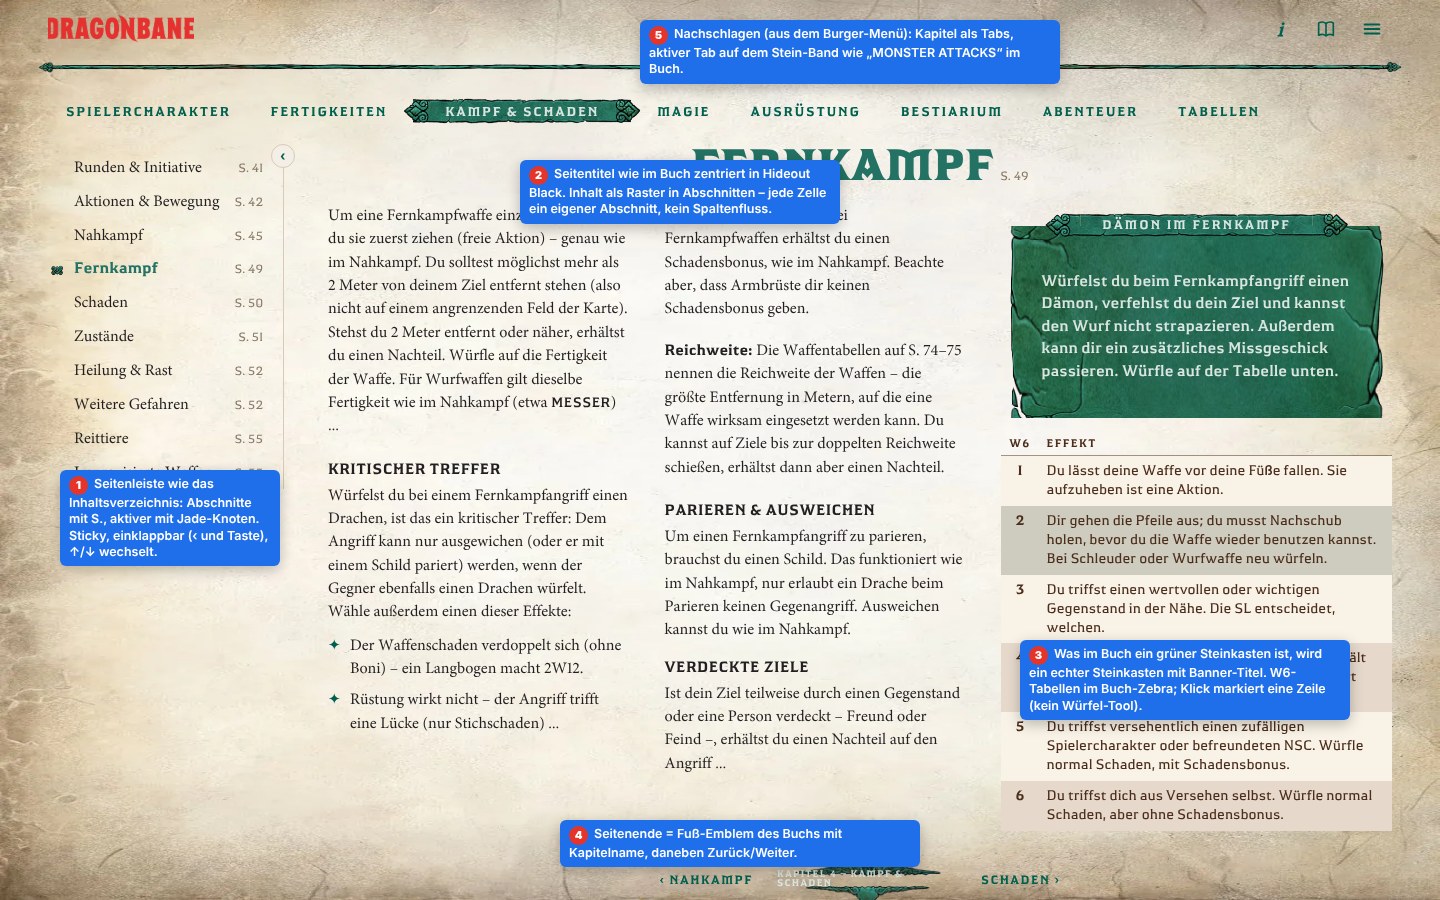 DRAGONBANE
i
5 Nachschlagen (aus dem Burger-Menü): Kapitel als Tabs,
aktiver Tab auf dem Stein-Band wie „MONSTER ATTACKS" im
Buch.
SPIELERCHARAKTER FERTIGKEITEN KAMPF & SCHADEN MAGIE AUSRÜSTUNG BESTIARIUM ABENTEUER TABELLEN
Runden & Initiative S. 41
Aktionen & Bewegung S. 42
Nahkampf S. 45
Fernkampf S. 49
Schaden S. 50
Zustände S. 51
Heilung & Rast S. 52
Weitere Gefahren S. 52
Reittiere S. 55
1 Seitenleiste wie das
Inhaltsverzeichnis: Abschnitte
mit S., aktiver mit Jade-Knoten.
Sticky, einklappbar (‹ und Taste),
↑/↓ wechselt.
‹
FERNKAMPF S. 49
2 Seitentitel wie im Buch zentriert in Hideout
Black. Inhalt als Raster in Abschnitten – jede Zelle
ein eigener Abschnitt, kein Spaltenfluss.
Um eine Fernkampfwaffe
du sie zuerst ziehen (freie Aktion) – genau wie
im Nahkampf. Du solltest möglichst mehr als
2 Meter von deinem Ziel entfernt stehen (also
nicht auf einem angrenzenden Feld der Karte).
Stehst du 2 Meter entfernt oder näher, erhältst
du einen Nachteil. Würfle auf die Fertigkeit
der Waffe. Für Wurfwaffen gilt dieselbe
Fertigkeit wie im Nahkampf (etwa MESSER)
...
KRITISCHER TREFFER
Würfelst du bei einem Fernkampfangriff einen
Drachen, ist das ein kritischer Treffer: Dem
Angriff kann nur ausgewichen (oder er mit
einem Schild pariert) werden, wenn der
Gegner ebenfalls einen Drachen würfelt.
Wähle außerdem einen dieser Effekte:
✦ Der Waffenschaden verdoppelt sich (ohne
Boni) – ein Langbogen macht 2W12.
✦ Rüstung wirkt nicht – der Angriff trifft
eine Lücke (nur Stichschaden) ...
Fernkampfwaffen erhältst du einen
Schadensbonus, wie im Nahkampf. Beachte
aber, dass Armbrüste dir keinen
Schadensbonus geben.
Reichweite: Die Waffentabellen auf S. 74–75
nennen die Reichweite der Waffen – die
größte Entfernung in Metern, auf die eine
Waffe wirksam eingesetzt werden kann. Du
kannst auf Ziele bis zur doppelten Reichweite
schießen, erhältst dann aber einen Nachteil.
PARIEREN & AUSWEICHEN
Um einen Fernkampfangriff zu parieren,
brauchst du einen Schild. Das funktioniert wie
im Nahkampf, nur erlaubt ein Drache beim
Parieren keinen Gegenangriff. Ausweichen
kannst du wie im Nahkampf.
VERDECKTE ZIELE
Ist dein Ziel teilweise durch einen Gegenstand
oder eine Person verdeckt – Freund oder
Feind –, erhältst du einen Nachteil auf den
Angriff ...
DÄMON IM FERNKAMPF
Würfelst du beim Fernkampfangriff einen
Dämon, verfehlst du dein Ziel und kannst
den Wurf nicht strapazieren. Außerdem
kann dir ein zusätzliches Missgeschick
passieren. Würfle auf der Tabelle unten.
W6 EFFEKT
1 Du lässt deine Waffe vor deine Füße fallen. Sie
aufzuheben ist eine Aktion.
2 Dir gehen die Pfeile aus; du musst Nachschub
holen, bevor du die Waffe wieder benutzen kannst.
Bei Schleuder oder Wurfwaffe neu würfeln.
3 Du triffst einen wertvollen oder wichtigen
Gegenstand in der Nähe. Die SL entscheidet,
welchen.
3 Was im Buch ein grüner Steinkasten ist, wird
ein echter Steinkasten mit Banner-Titel. W6-
Tabellen im Buch-Zebra; Klick markiert eine Zeile
(kein Würfel-Tool).
5 Du triffst versehentlich einen zufälligen
Spielercharakter oder befreundeten NSC. Würfle
normal Schaden, mit Schadensbonus.
6 Du triffst dich aus Versehen selbst. Würfle normal
Schaden, aber ohne Schadensbonus.
4 Seitenende = Fuß-Emblem des Buchs mit
Kapitelname, daneben Zurück/Weiter.
‹ NAHKAMPF
SCHADEN
SCHADEN ›